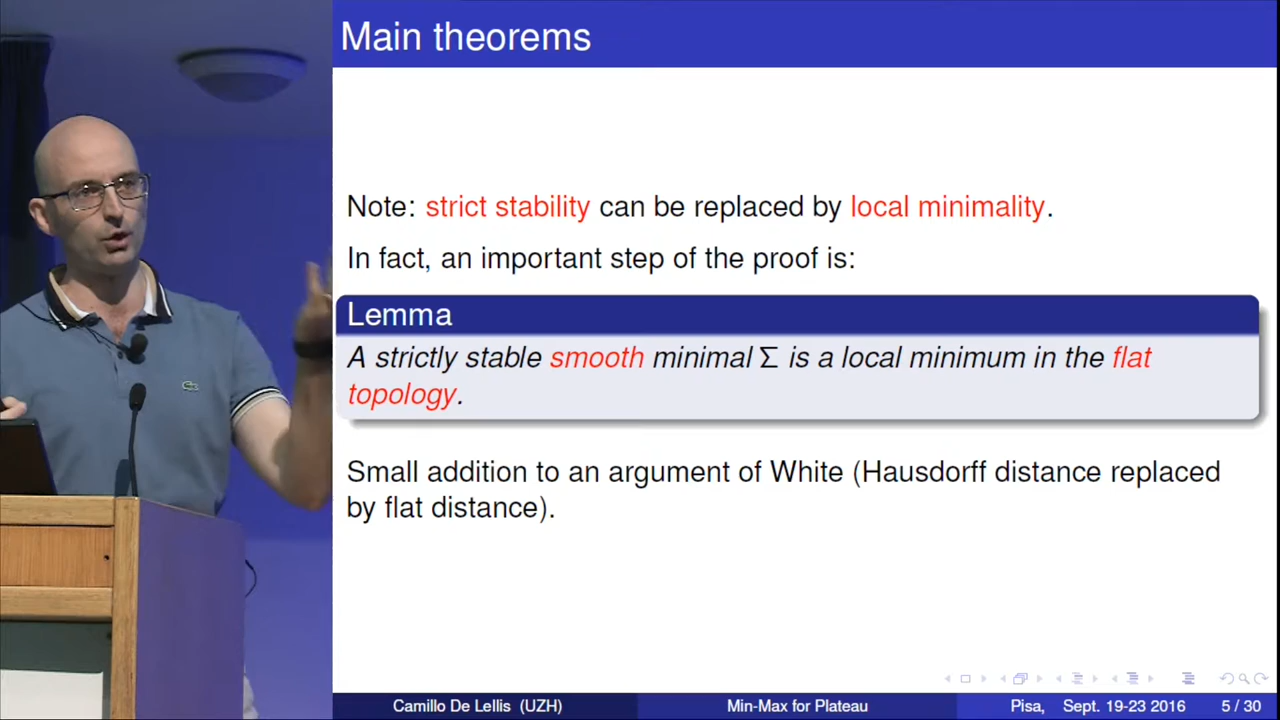 Main theorems
Note: strict stability can be replaced by local minimality.
In fact, an important step of the proof is:
Lemma
A strictly stable smooth minimal Σ is a local minimum in the flat
topology.
Small addition to an argument of White (Hausdorff distance replaced
by flat distance).
Camillo De Lellis (UZH) Min-Max for Plateau Pisa, Sept. 19-23 2016 5 / 30